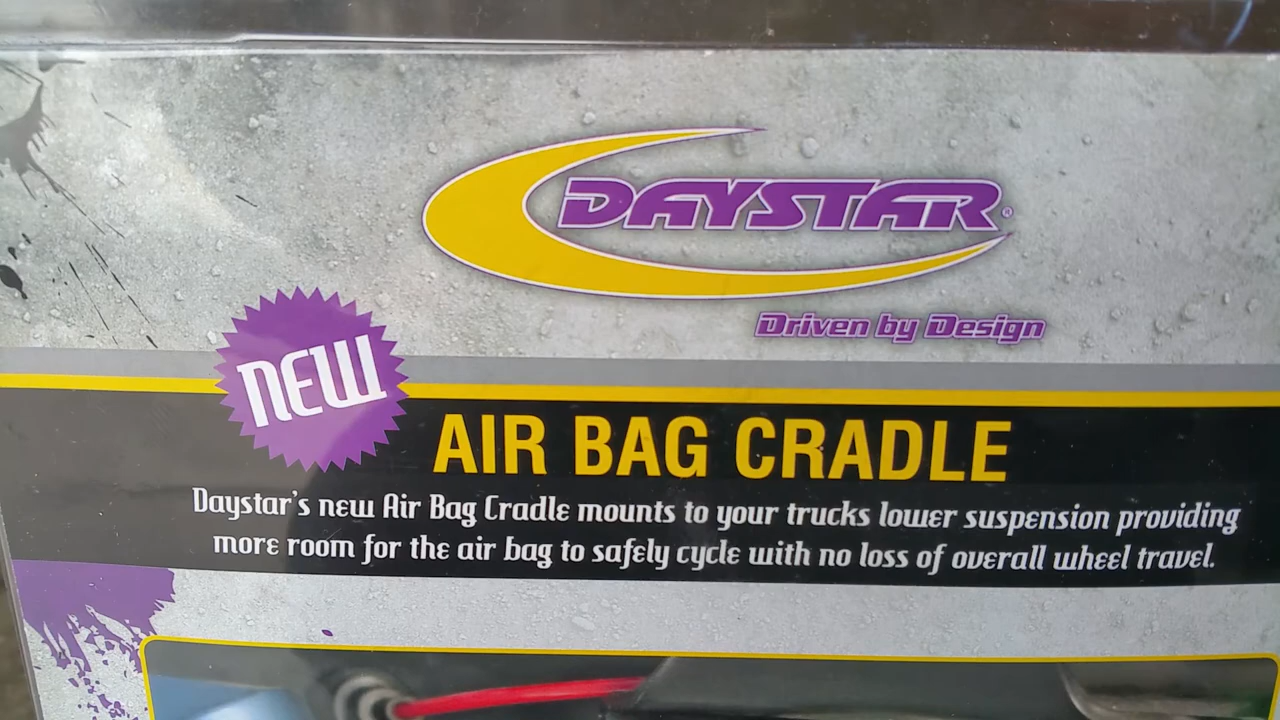 DAYSTAR®
Driven by Design
NEW
AIR BAG CRADLE
Daystar's new Air Bag Cradle mounts to your trucks lower suspension providing
more room for the air bag to safely cycle with no loss of overall wheel travel.